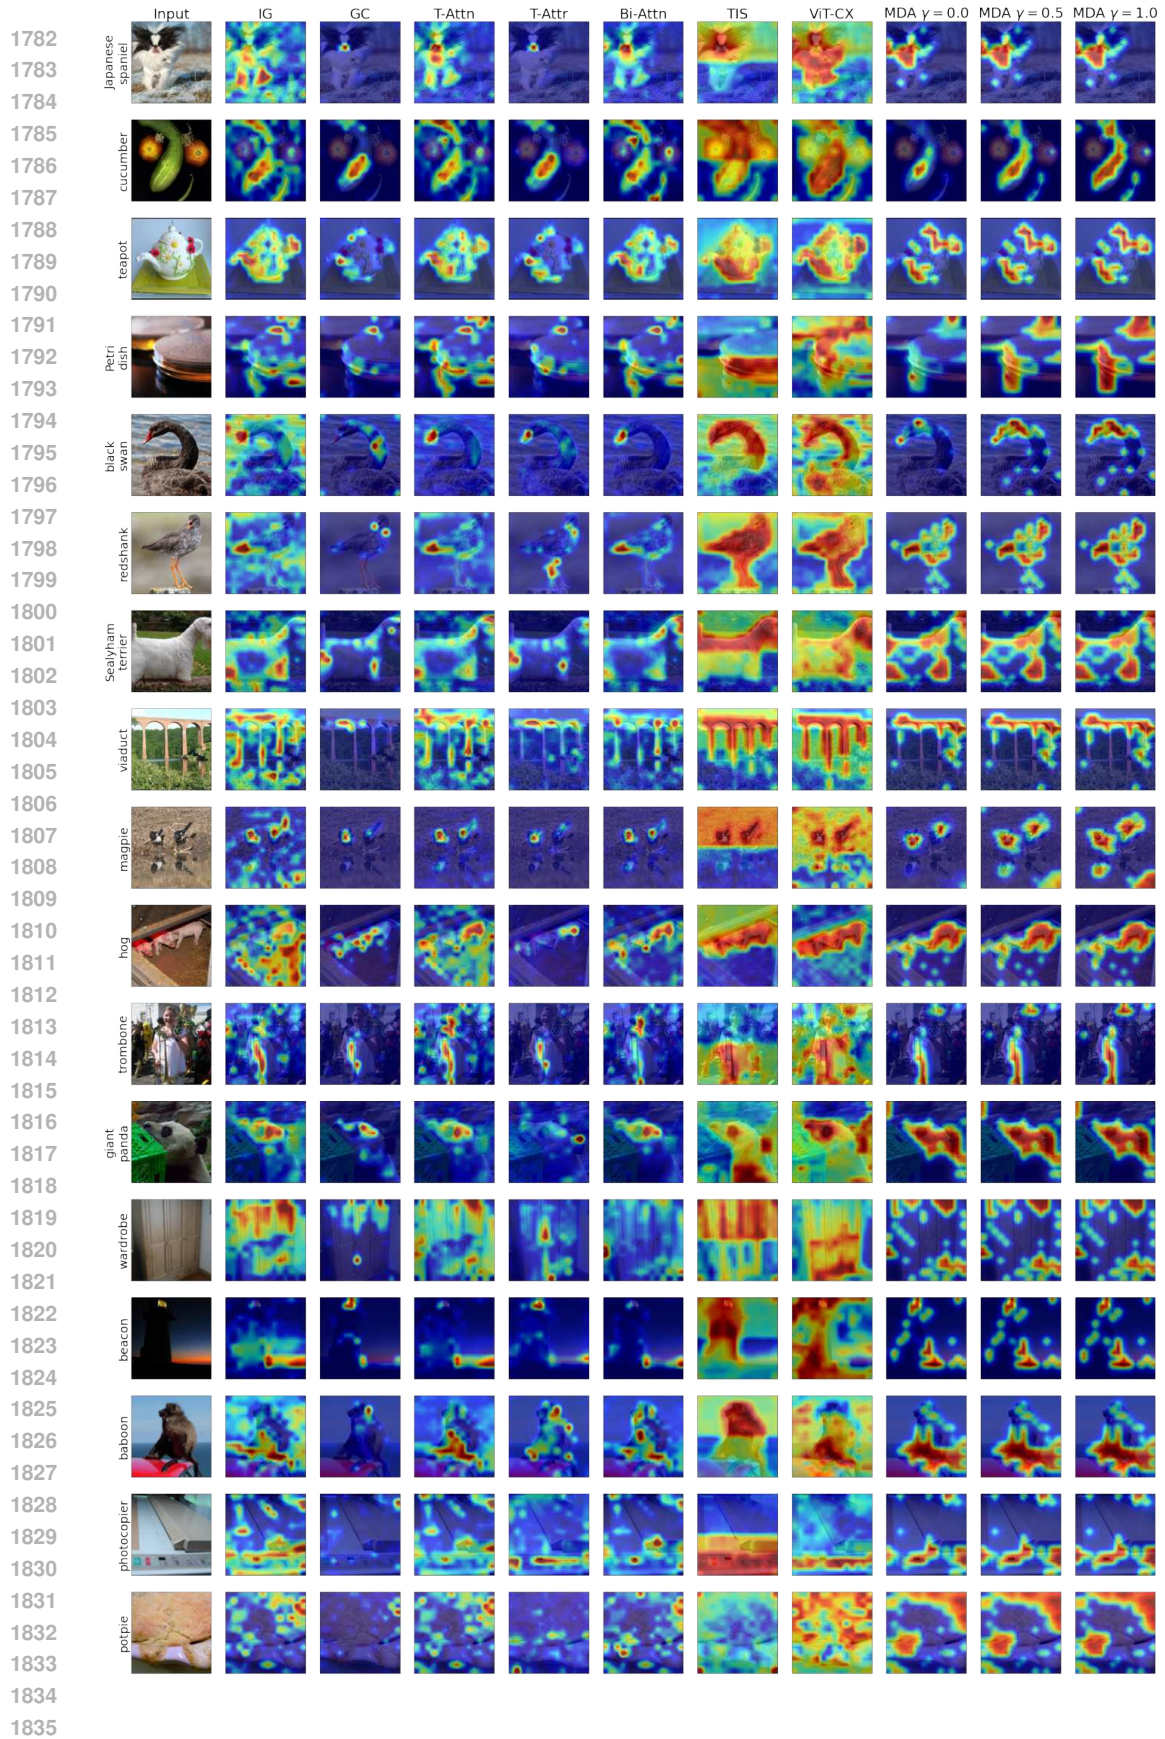 Input IG GC T-Attn T-Attr Bi-Attn TIS ViT-CX MDA γ = 0.0 MDA γ = 0.5 MDA γ = 1.0
1782
1783
1784
Japanese
spaniel
1785
1786
1787
cucumber
1788
1789
1790
teapot
1791
1792
1793
Petri
dish
1794
1795
1796
black
swan
1797
1798
1799
redshank
1800
1801
1802
Sealyham
terrier
1803
1804
1805
viaduct
1806
1807
1808
magpie
1809
1810
1811
hog
1812
1813
1814
trombone
1815
1816
1817
giant
panda
1818
1819
1820
wardrobe
1821
1822
1823
1824
beacon
1825
1826
1827
baboon
1828
1829
1830
photocopier
1831
1832
1833
potpie
1834
1835